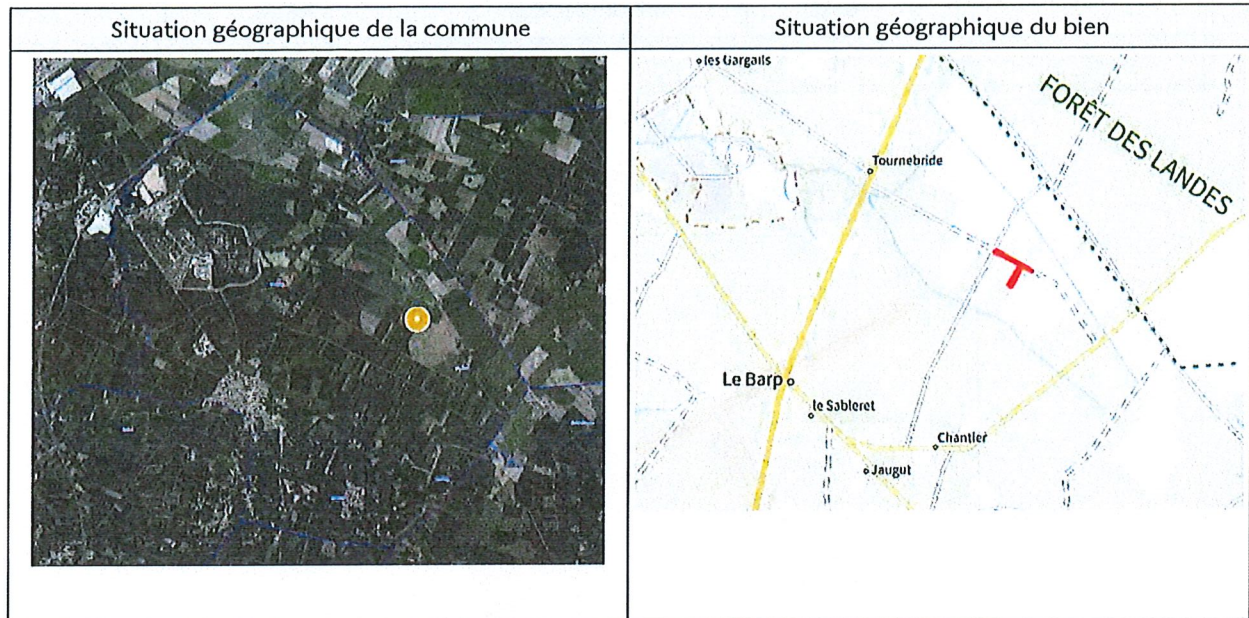 Situation géographique de la commune
Situation géographique du bien
les Gargails
FORÊT DES LANDES
Tournebride
Le Barp
le Sableret
Chantier
Jaugut